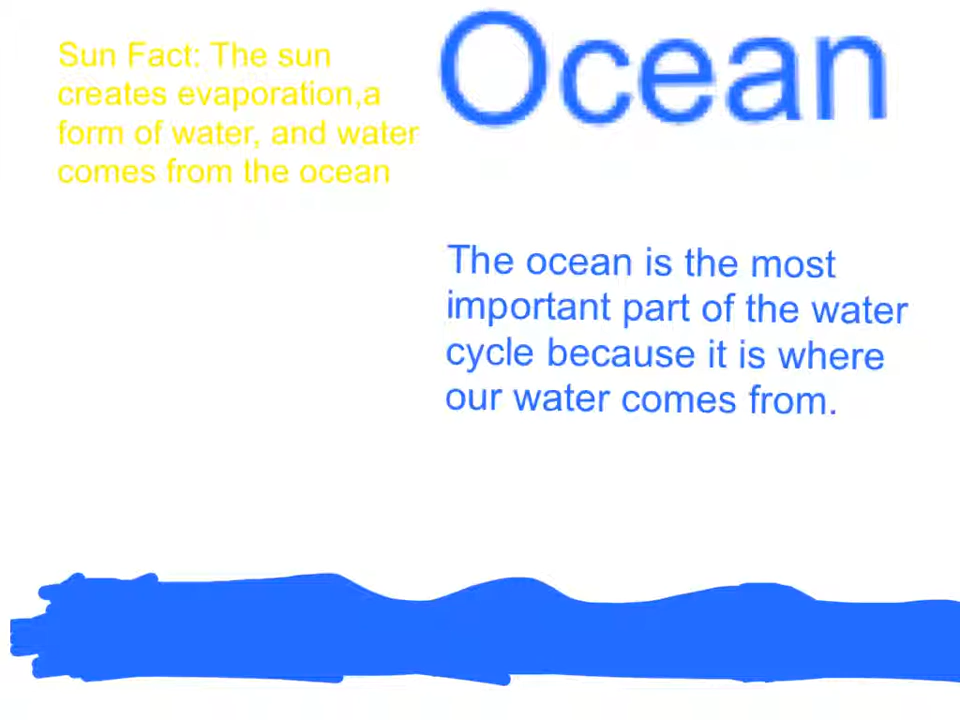 Sun Fact: The sun
creates evaporation,a
form of water, and water
comes from the ocean
Ocean
The ocean is the most
important part of the water
cycle because it is where
our water comes from.